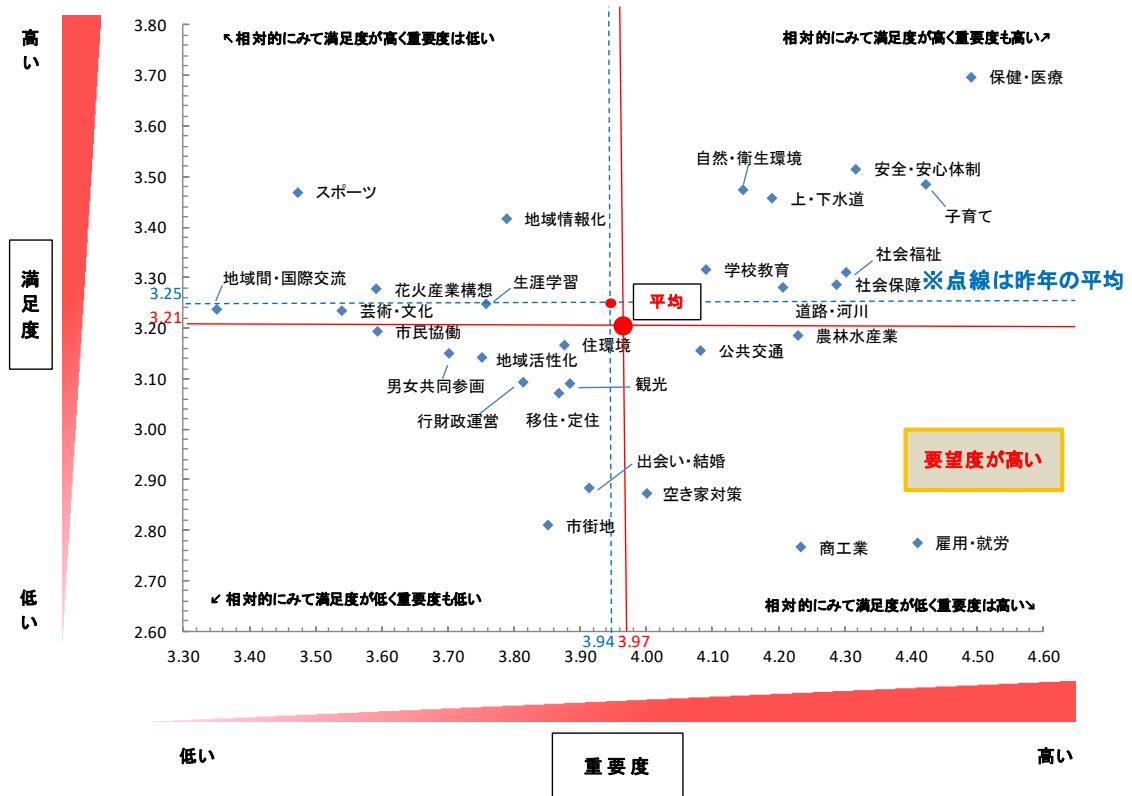 高い
満足度
低い
3.80
3.70
3.60
3.50
3.40
3.30
3.25
3.21
3.20
3.10
3.00
2.90
2.80
2.70
2.60
↖相対的にみて満足度が高く重要度は低い
相対的にみて満足度が高く重要度も高い↗
保健・医療
自然・衛生環境
安全・安心体制
スポーツ
上・下水道
子育て
地域情報化
社会福祉
地域間・国際交流
学校教育
生涯学習
花火産業構想
社会保障
※点線は昨年の平均
平均
芸術・文化
道路・河川
市民協働
農林水産業
住環境
公共交通
地域活性化
男女共同参画
観光
行財政運営
移住・定住
要望度が高い
出会い・結婚
空き家対策
市街地
商工業
雇用・就労
↙ 相対的にみて満足度が低く重要度も低い
相対的にみて満足度が低く重要度は高い↘
3.94
3.97
3.30
3.40
3.50
3.60
3.70
3.80
3.90
4.00
4.10
4.20
4.30
4.40
4.50
4.60
低い
重要度
高い